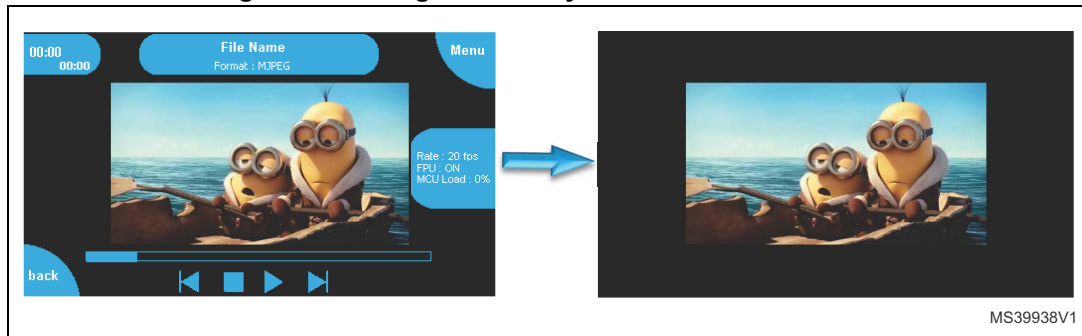 00:00
00:00
File Name
Format : MJPEG
Menu
Rate : 20 fps
FPU : ON
MCU Load : 0%
back
MS39938V1